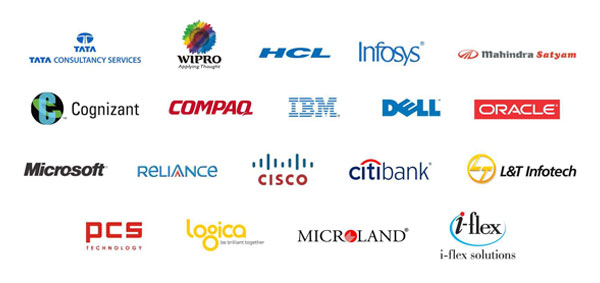 TATA
TATA CONSULTANCY SERVICES
WIPRO
Applying Thought
HCL
Infosys®
Mahindra Satyam
Cognizant
COMPAQ
IBM®
DELL
ORACLE
Microsoft
RELIANCE
CISCO
citibank®
L&T Infotech
pcs
TECHNOLOGY
logica
be brilliant together
MICROLAND®
i-flex
i-flex solutions